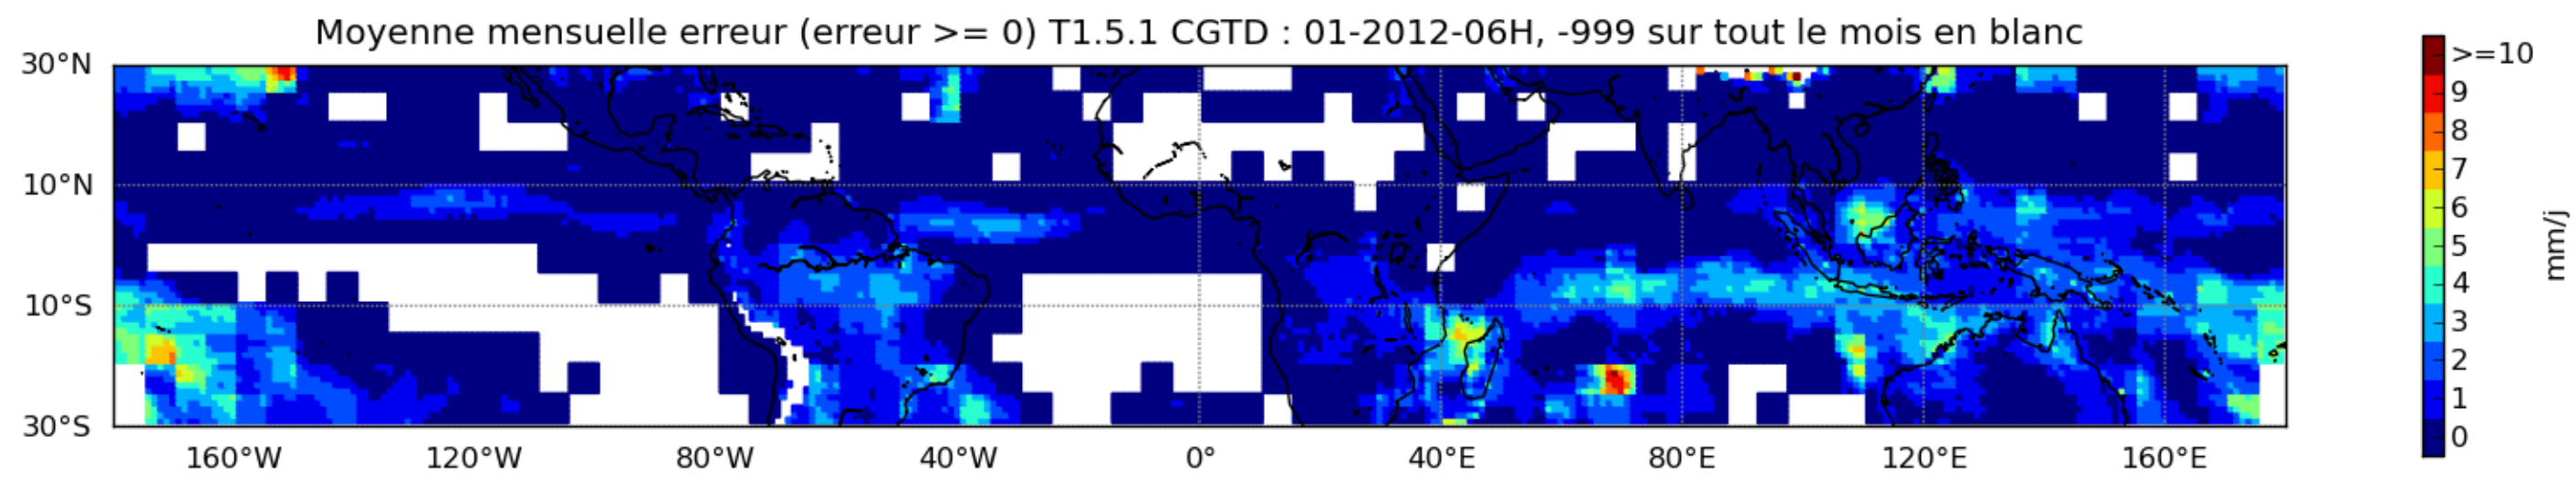 Moyenne mensuelle erreur (erreur >= 0) T1.5.1 CGTD : 01-2012-06H, -999 sur tout le mois en blanc
30°N
10°N
10°S
30°S
160°W 120°W 80°W 40°W 0° 40°E 80°E 120°E 160°E
>=10
9
8
7
6
5
4
3
2
1
0
mm/j